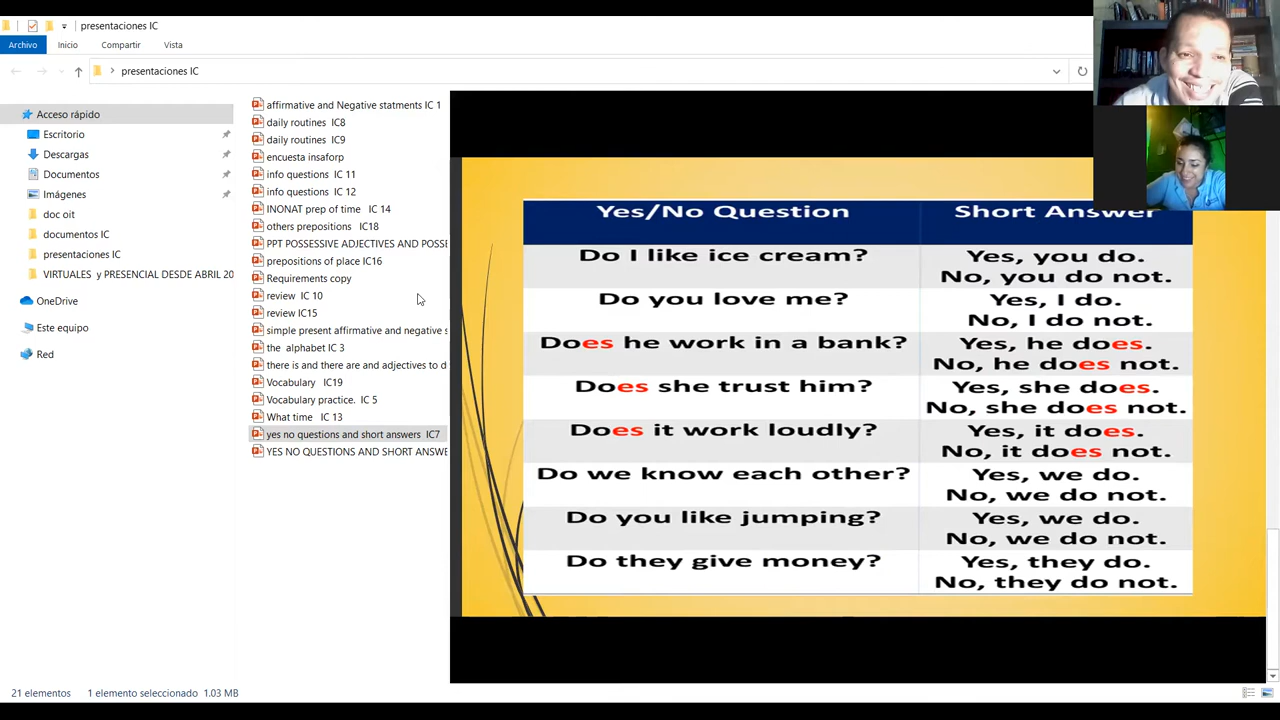 presentaciones IC
Archivo
Inicio
Compartir
Vista
presentaciones IC
Acceso rápido
Escritorio
Descargas
Documentos
Imágenes
doc oit
documentos IC
presentaciones IC
VIRTUALES y PRESENCIAL DESDE ABRIL 20
OneDrive
Este equipo
Red
affirmative and Negative statments IC 1
daily routines IC8
daily routines IC9
encuesta insaforp
info questions IC 11
info questions IC 12
INONAT prep of time IC 14
others prepositions IC18
PPT POSSESSIVE ADJECTIVES AND POSSE
prepositions of place IC16
Requirements copy
review IC 10
review IC15
simple present affirmative and negative s
the alphabet IC 3
there is and there are and adjectives to d
Vocabulary IC19
Vocabulary practice. IC 5
What time IC 13
yes no questions and short answers IC7
YES NO QUESTIONS AND SHORT ANSWE
Yes/No Question
Short Answer
Do I like ice cream?
Yes, you do.
No, you do not.
Do you love me?
Yes, I do.
No, I do not.
Does he work in a bank?
Yes, he does.
No, he does not.
Does she trust him?
Yes, she does.
No, she does not.
Does it work loudly?
Yes, it does.
No, it does not.
Do we know each other?
Yes, we do.
No, we do not.
Do you like jumping?
Yes, we do.
No, we do not.
Do they give money?
Yes, they do.
No, they do not.
21 elementos
1 elemento seleccionado 1.03 MB